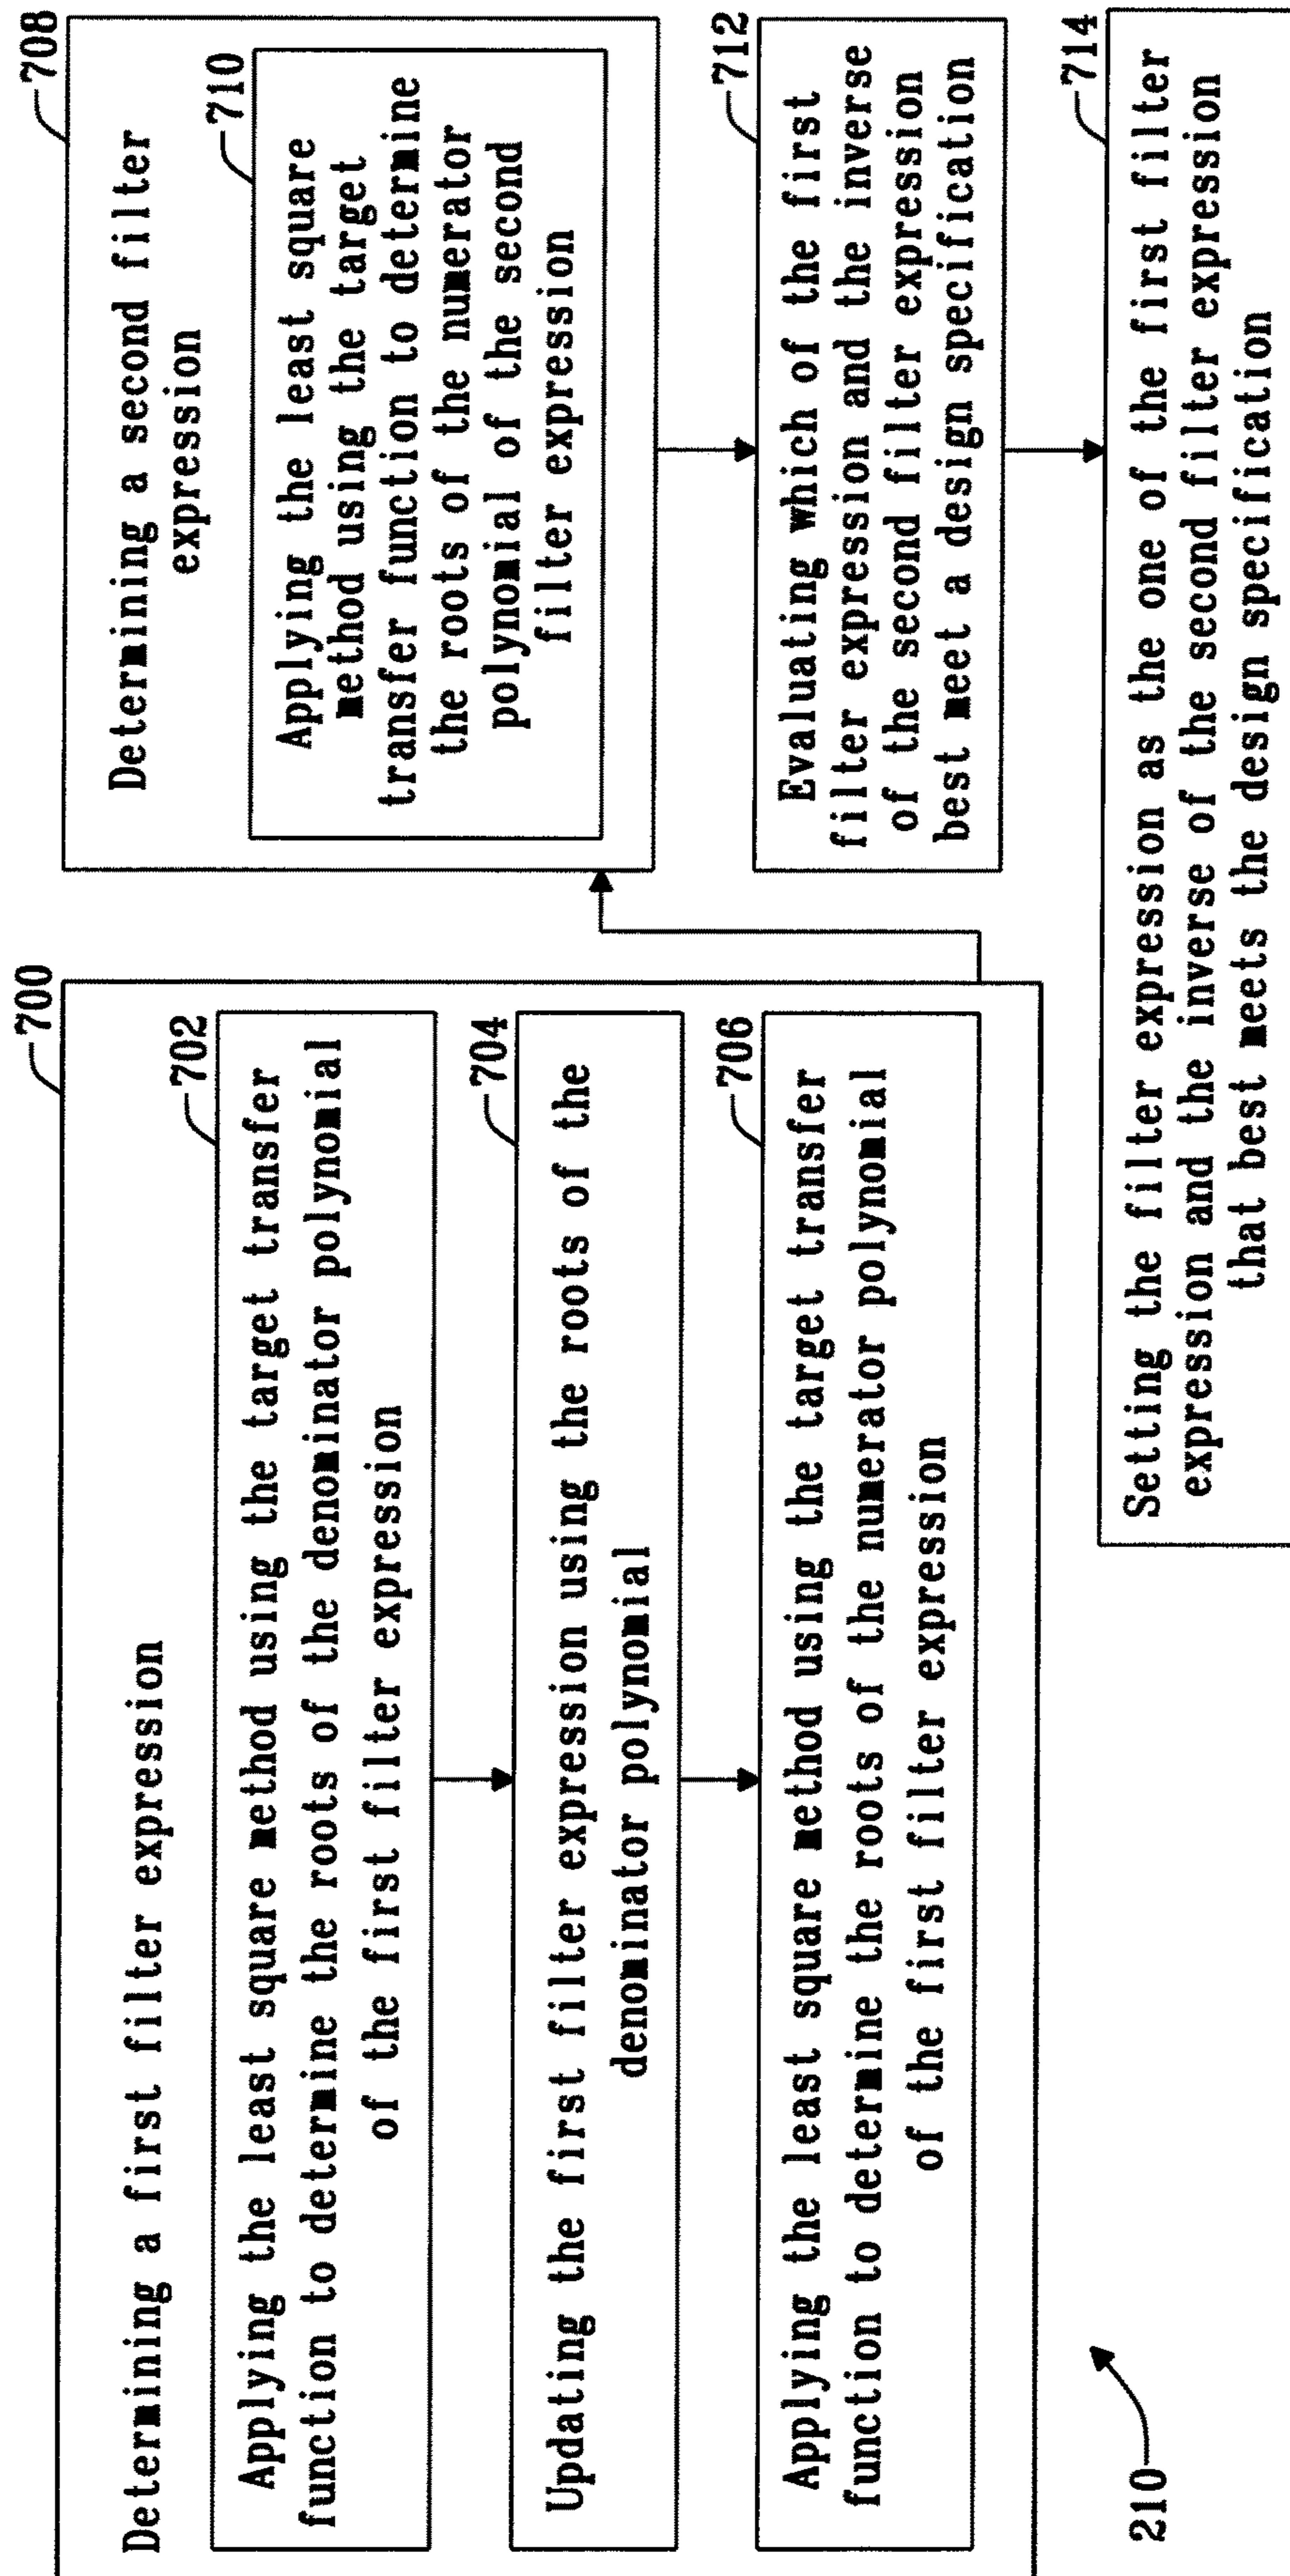 700
Determining a first filter expression
702
Applying the least square method using the target transfer
function to determine the roots of the denominator polynomial
of the first filter expression
704
Updating the first filter expression using the roots of the
denominator polynomial
706
Applying the least square method using the target transfer
function to determine the roots of the numerator polynomial
of the first filter expression
708
Determining a second filter
expression
710
Applying the least square
method using the target
transfer function to determine
the roots of the numerator
polynomial of the second
filter expression
712
Evaluating which of the first
filter expression and the inverse
of the second filter expression
best meet a design specification
714
Setting the filter expression as the one of the first filter
expression and the inverse of the second filter expression
that best meets the design specification
210